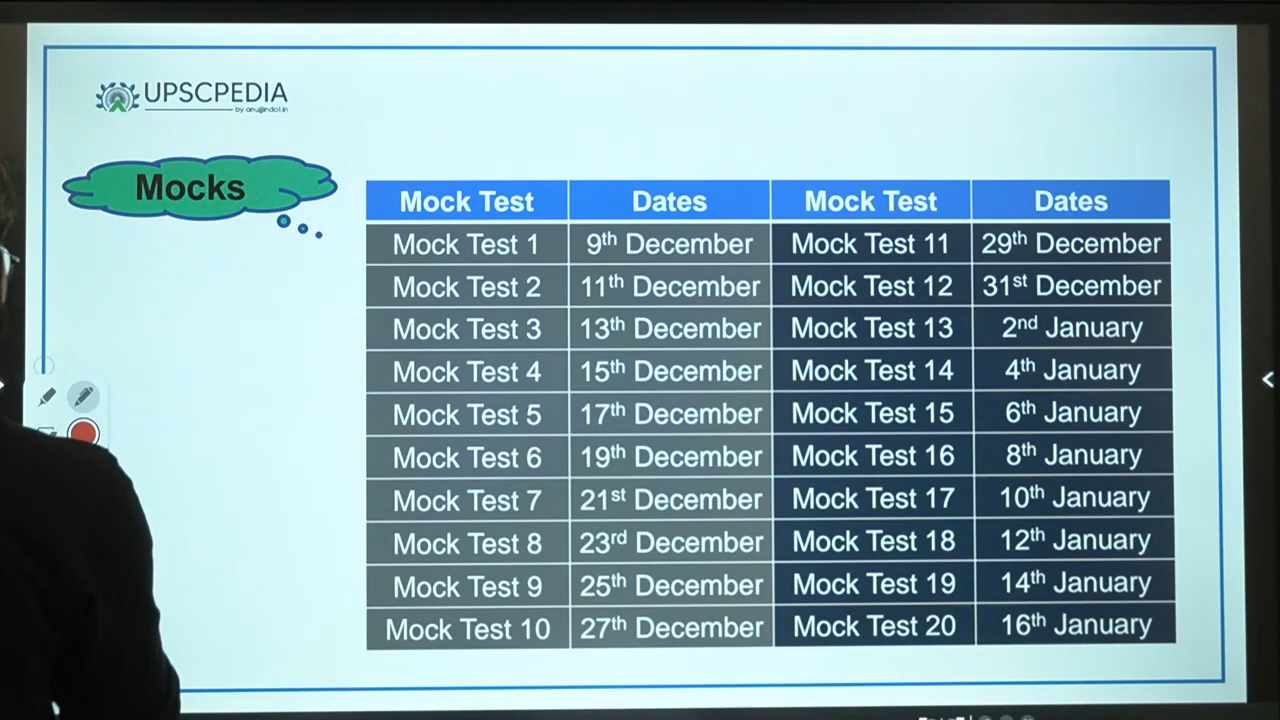 UPSCPEDIA
by anujjindol.in
Mocks
Mock Test Dates Mock Test Dates
Mock Test 1 9th December Mock Test 11 29th December
Mock Test 2 11th December Mock Test 12 31st December
Mock Test 3 13th December Mock Test 13 2nd January
Mock Test 4 15th December Mock Test 14 4th January
Mock Test 5 17th December Mock Test 15 6th January
Mock Test 6 19th December Mock Test 16 8th January
Mock Test 7 21st December Mock Test 17 10th January
Mock Test 8 23rd December Mock Test 18 12th January
Mock Test 9 25th December Mock Test 19 14th January
Mock Test 10 27th December Mock Test 20 16th January